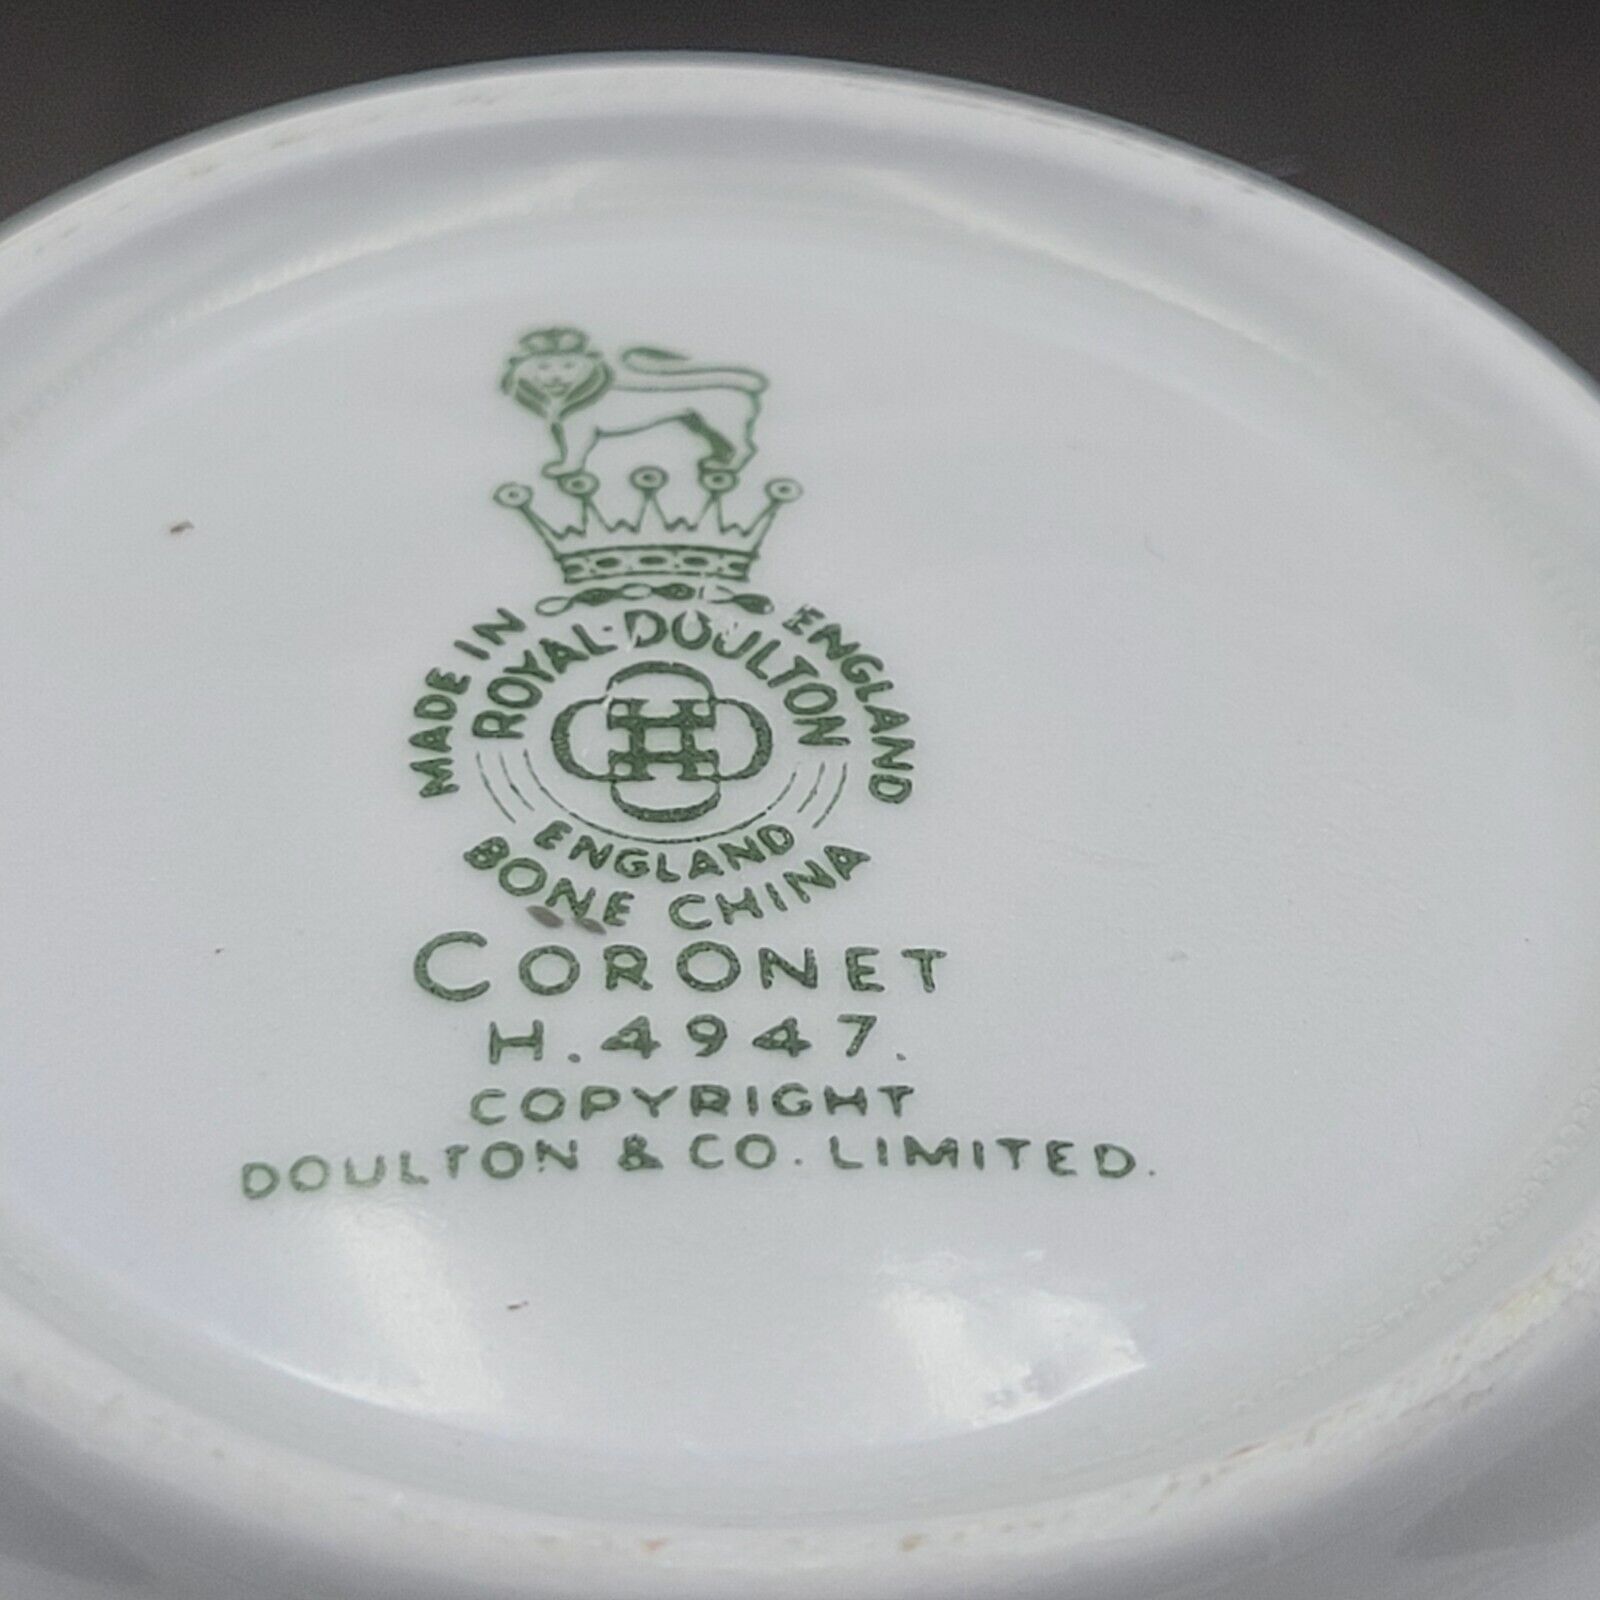 MADE IN ENGLAND
ROYAL·DOULTON
ENGLAND
BONE CHINA
CORONET
H.4947.
COPYRIGHT
DOULTON & CO. LIMITED.